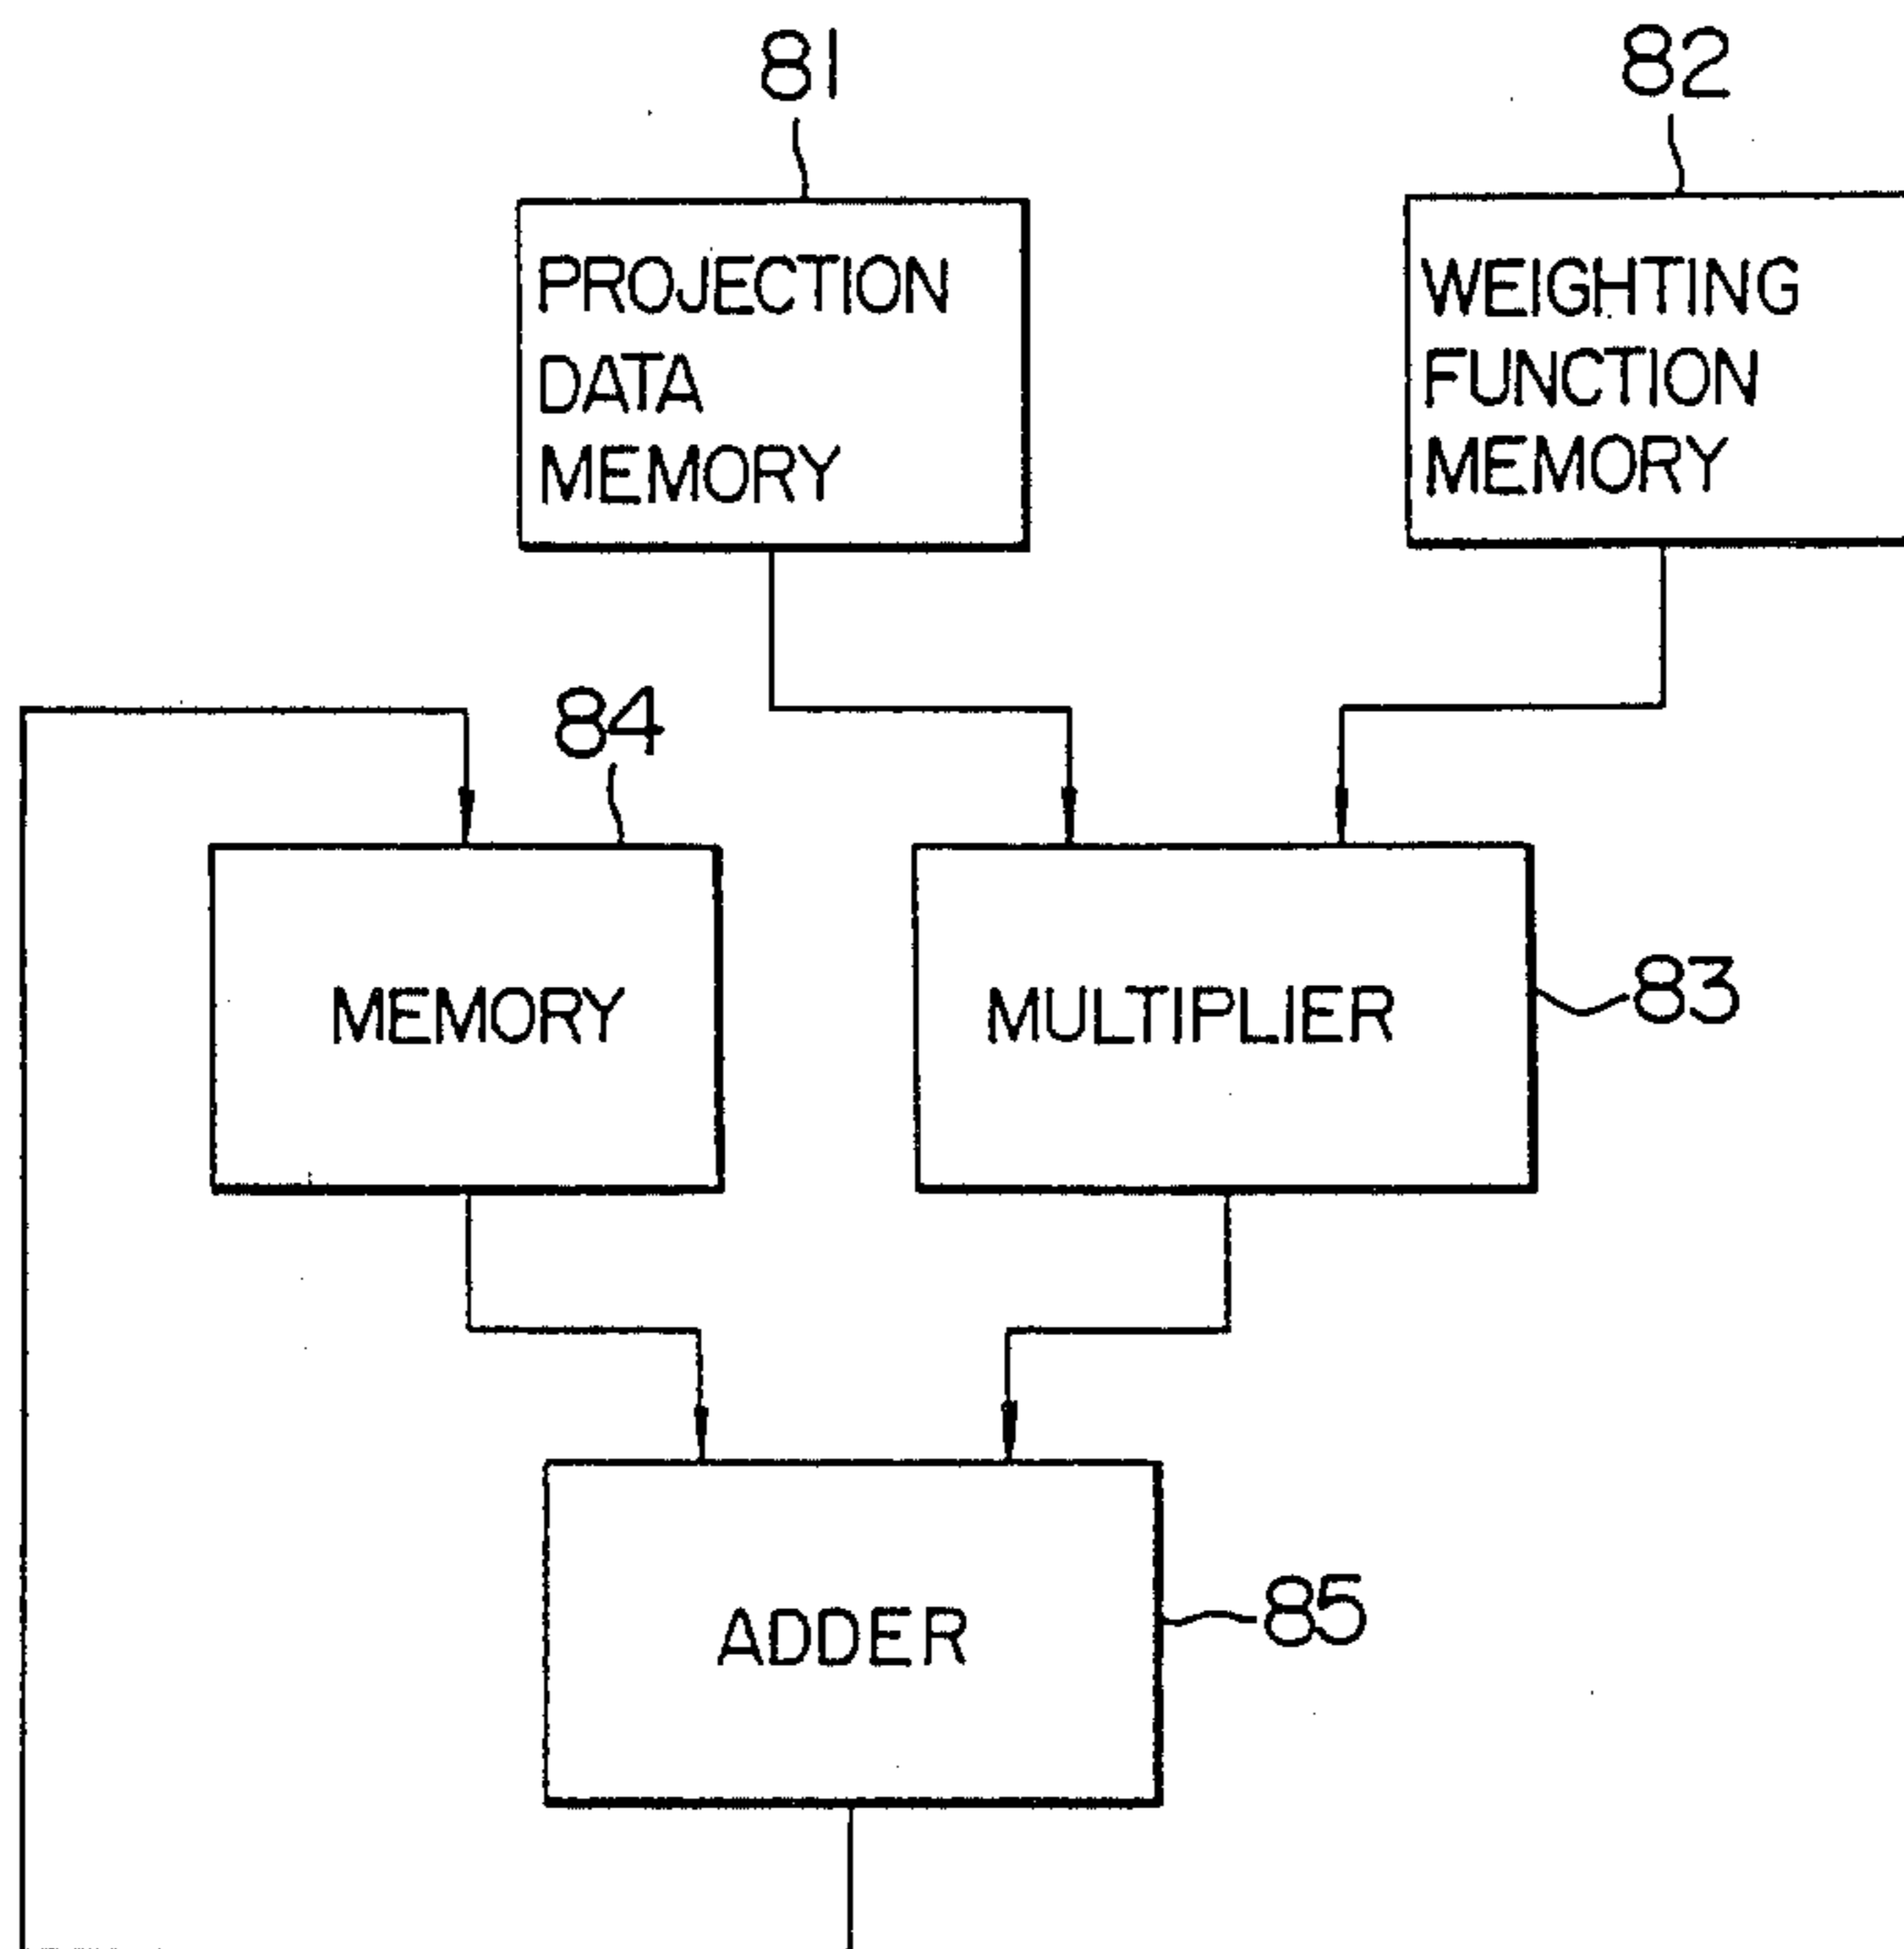 81
82
PROJECTION
DATA
MEMORY
WEIGHTING
FUNCTION
MEMORY
84
MEMORY
MULTIPLIER
83
ADDER
85